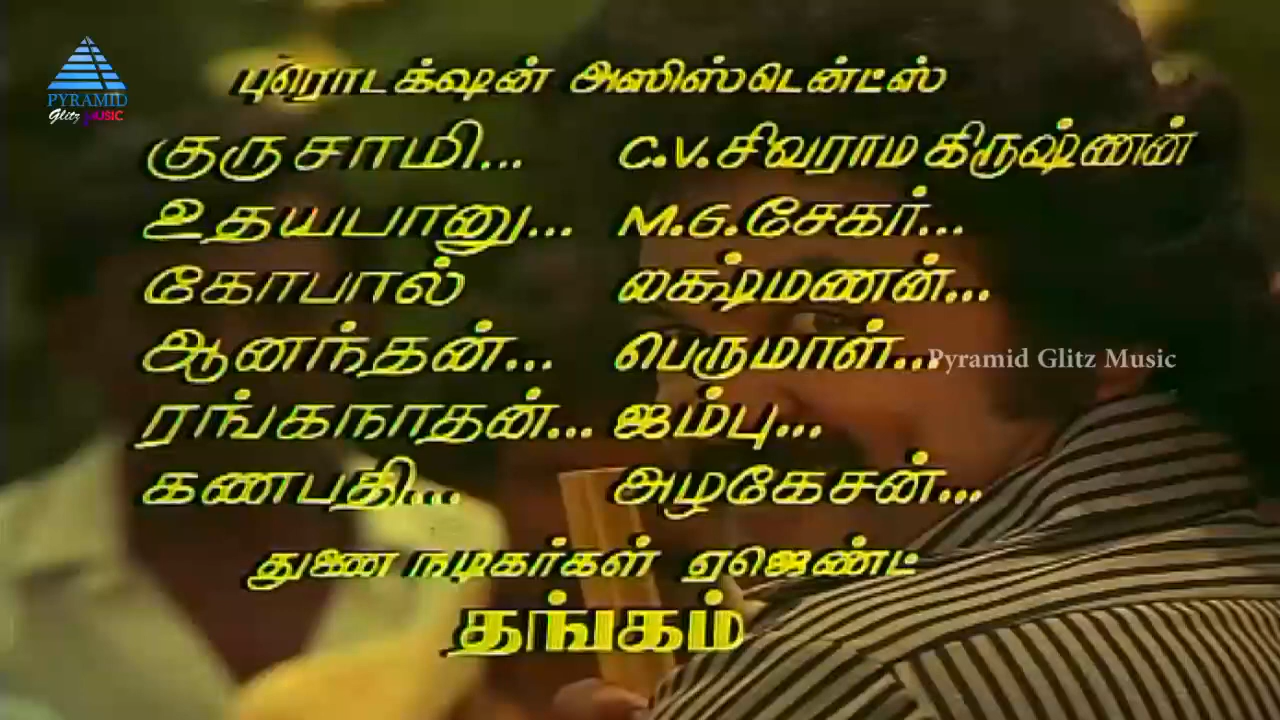 PYRAMID
Glitz MUSIC
புரொடக்ஷன் அஸிஸ்டென்ட்ஸ்
குருசாமி... C.V.சிவராமகிருஷ்ணன்
உதயபானு... M.G.சேகர்...
கோபால் லக்ஷ்மணன்...
ஆனந்தன்... பெருமாள்...
Pyramid Glitz Music
ரங்கநாதன்... ஜம்பு...
கணபதி... அழகேசன்...
துணை நடிகர்கள் ஏஜெண்ட்
தங்கம்